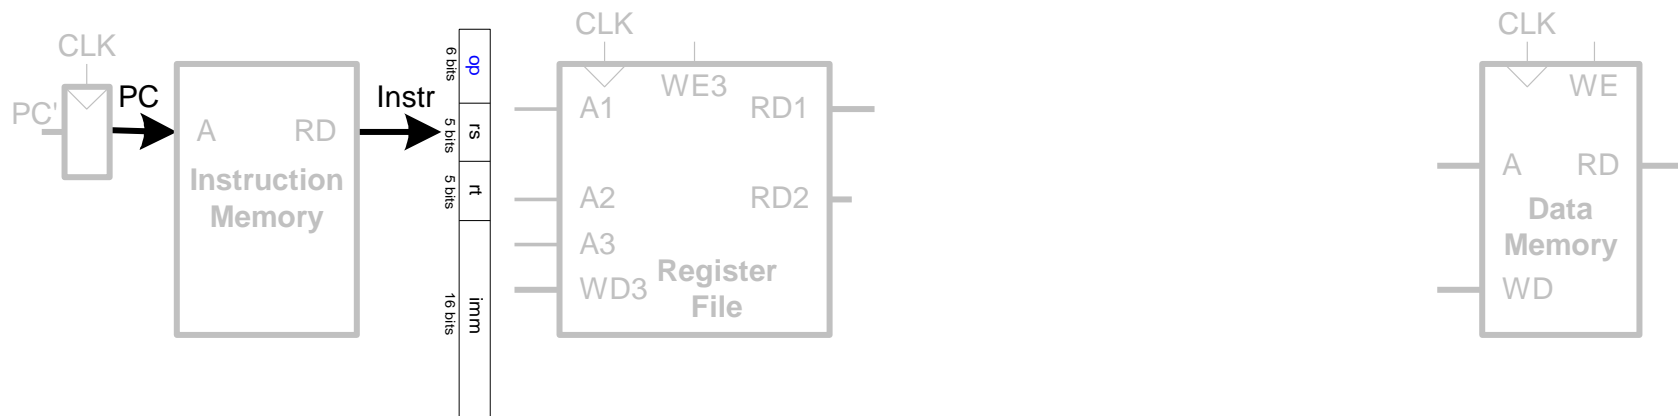 CLK
PC'
PC
A
RD
Instruction
Memory
Instr
op
6 bits
rs
5 bits
rt
5 bits
imm
16 bits
CLK
WE3
A1
RD1
A2
RD2
A3
WD3
Register
File
CLK
WE
A
RD
Data
Memory
WD